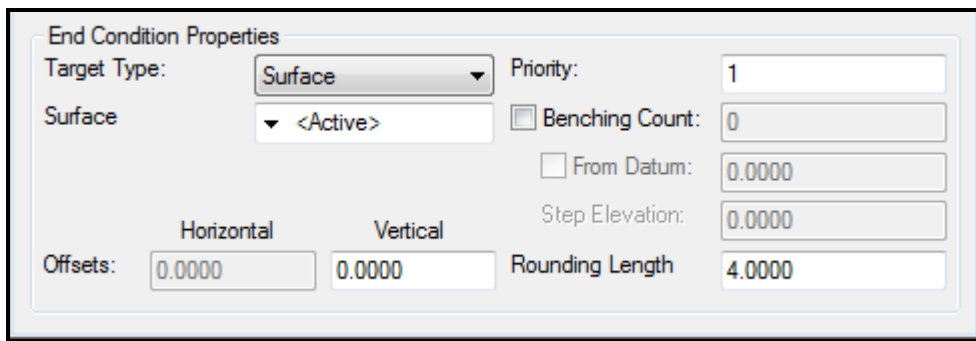 End Condition Properties
Target Type: Surface Priority: 1
Surface <Active> Benching Count: 0
From Datum: 0.0000
Step Elevation: 0.0000
Horizontal Vertical
Offsets: 0.0000 0.0000 Rounding Length 4.0000